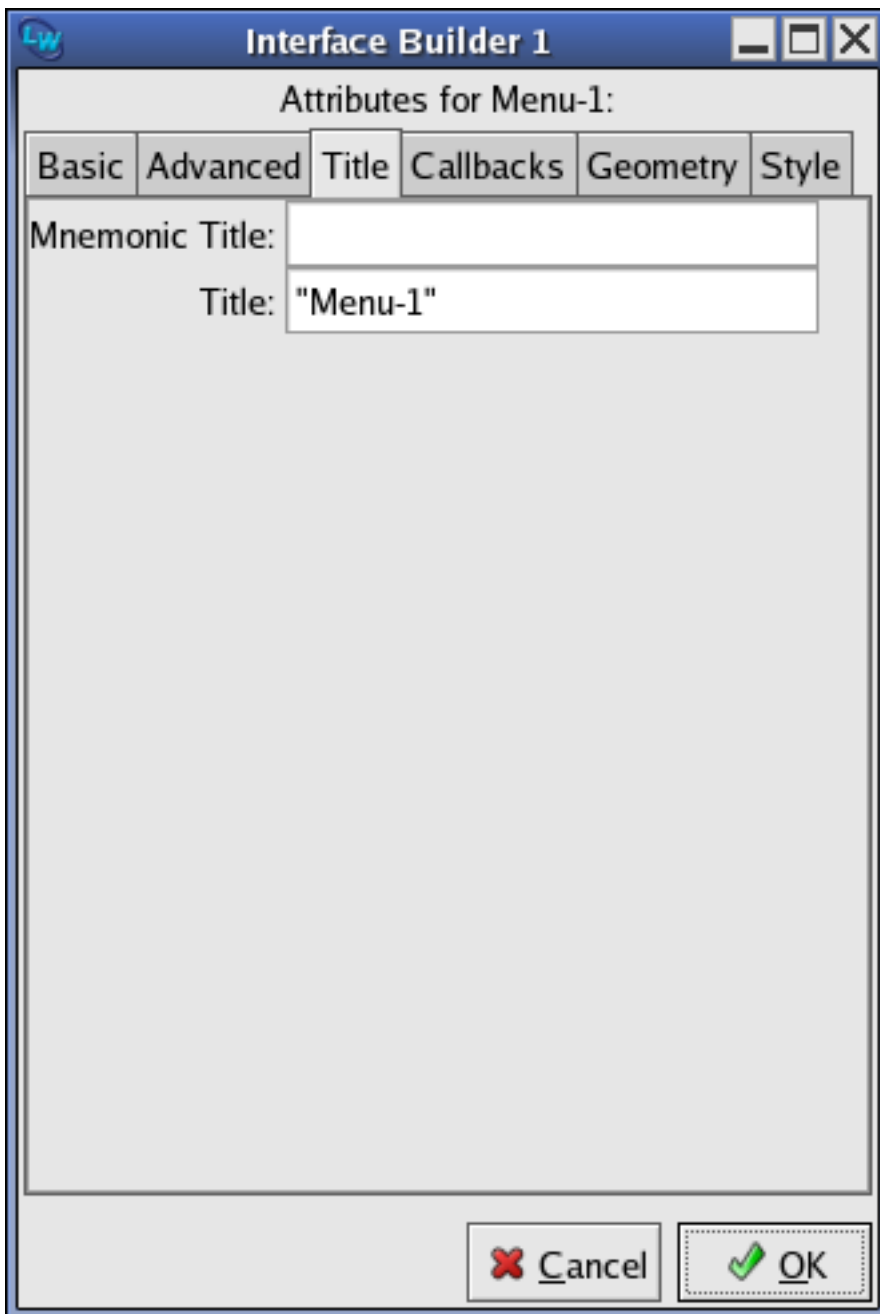 LW Interface Builder 1
Attributes for Menu-1:
Basic Advanced Title Callbacks Geometry Style
Mnemonic Title:
Title: "Menu-1"
Cancel OK